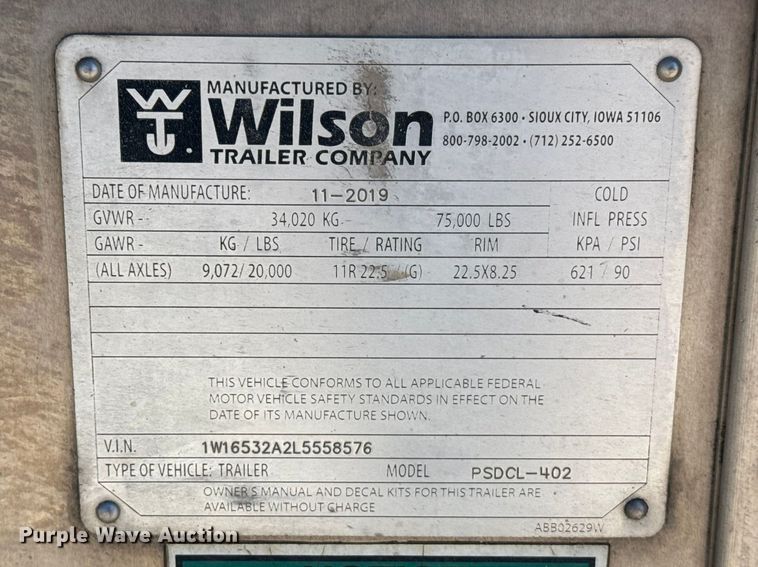 MANUFACTURED BY:
Wilson
TRAILER COMPANY
P.O. BOX 6300 • SIOUX CITY, IOWA 51106
800-798-2002 • (712) 252-6500
DATE OF MANUFACTURE: 11-2019 COLD
GVWR - 34,020 KG- 75,000 LBS INFL PRESS
GAWR - KG / LBS TIRE / RATING RIM KPA / PSI
(ALL AXLES) 9,072/20,000 11R 22.5 (G) 22.5X8.25 621 / 90
THIS VEHICLE CONFORMS TO ALL APPLICABLE FEDERAL
MOTOR VEHICLE SAFETY STANDARDS IN EFFECT ON THE
DATE OF ITS MANUFACTURE SHOWN.
V.I.N. 1W16532A2L5558576
TYPE OF VEHICLE: TRAILER MODEL PSDCL-402
OWNER'S MANUAL AND DECAL KITS FOR THIS TRAILER ARE
AVAILABLE WITHOUT CHARGE
ABB02629W
Purple Wave Auction